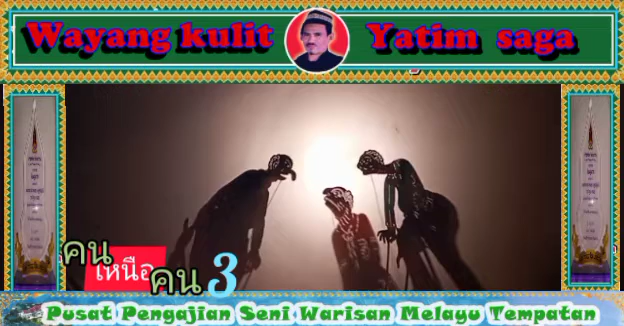 Wayang kulit Yatim saga
คน
เหนือ
คน 3
Pusat Pengajian Seni Warisan Melayu Tempatan